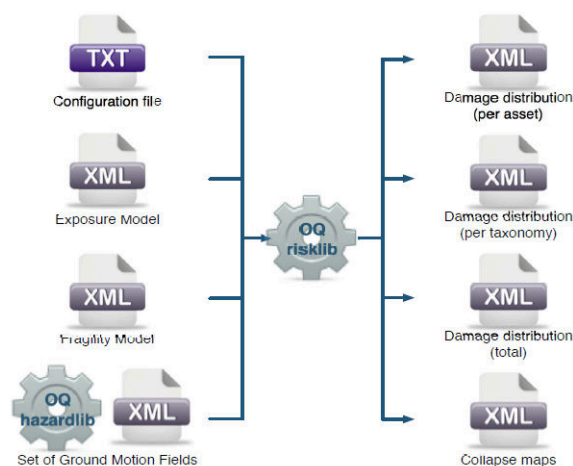 TXT
Configuration file
XML
Exposure Model
XML
Fragility Model
OQ
hazardlib
XML
Set of Ground Motion Fields
OQ
risklib
XML
Damage distribution
(per asset)
XML
Damage distribution
(per taxonomy)
XML
Damage distribution
(total)
XML
Collapse maps